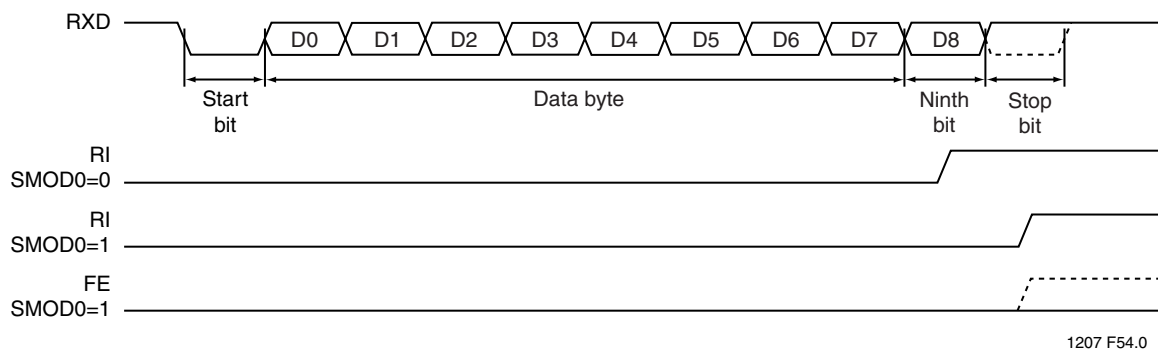 RXD
D0 D1 D2 D3 D4 D5 D6 D7 D8
Start
bit
Data byte
Ninth
bit
Stop
bit
RI
SMOD0=0
RI
SMOD0=1
FE
SMOD0=1
1207 F54.0